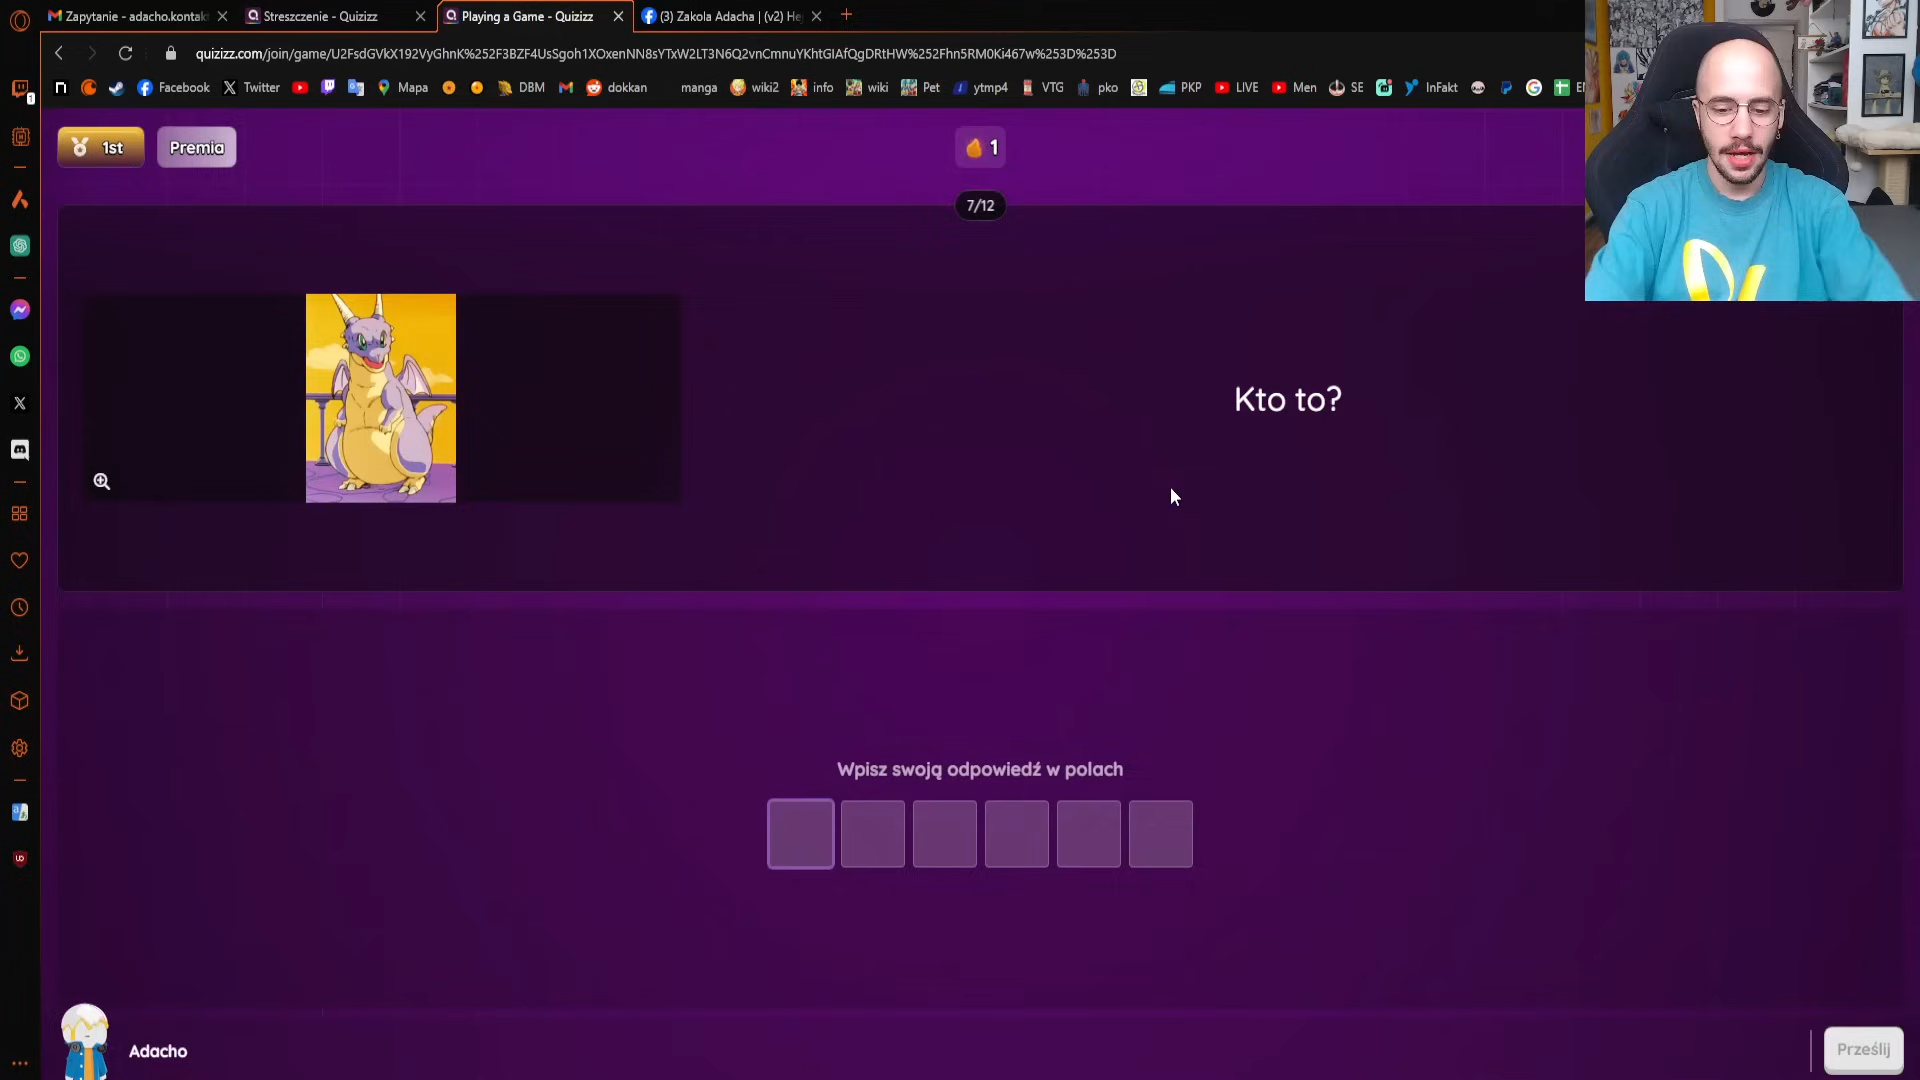 Zapytanie - adacho.kontak
Streszczenie - Quizizz
Playing a Game - Quizizz
(3) Zakola Adacha | (v2) He
quizizz.com/join/game/U2FsdGVkX192VyGhnK%252F3BZF4UsSgoh1XOxenNN8sYTxW2LT3N6Q2vnCmnuYKhtGIAfQgDRtHW%252Fhn5RM0Ki467w%253D%253D
Facebook
Twitter
Mapa
DBM
dokkan
manga
wiki2
info
wiki
Pet
ytmp4
VTG
pko
PKP
LIVE
Men
SE
InFakt
1st
Premia
1
7/12
Kto to?
Wpisz swoją odpowiedź w polach
Adacho
Prześlij